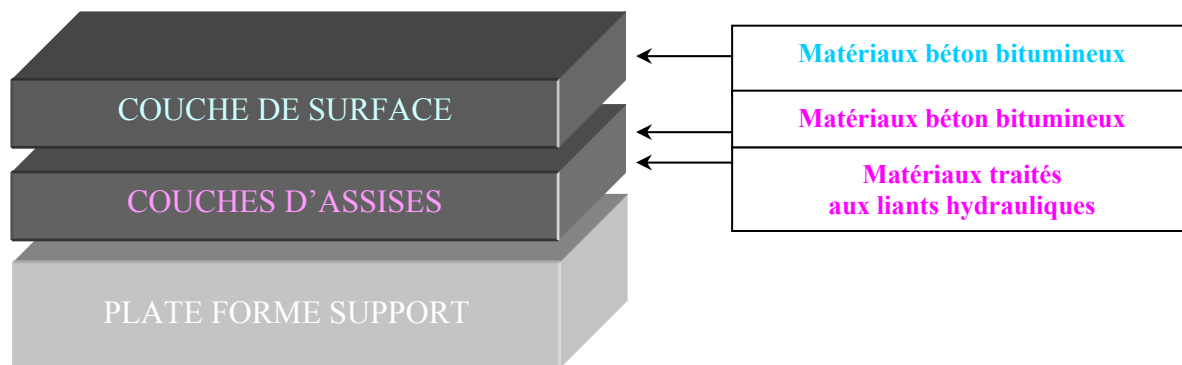 COUCHE DE SURFACE
COUCHES D’ASSISES
PLATE FORME SUPPORT
Matériaux béton bitumineux
Matériaux béton bitumineux
Matériaux traités
aux liants hydrauliques